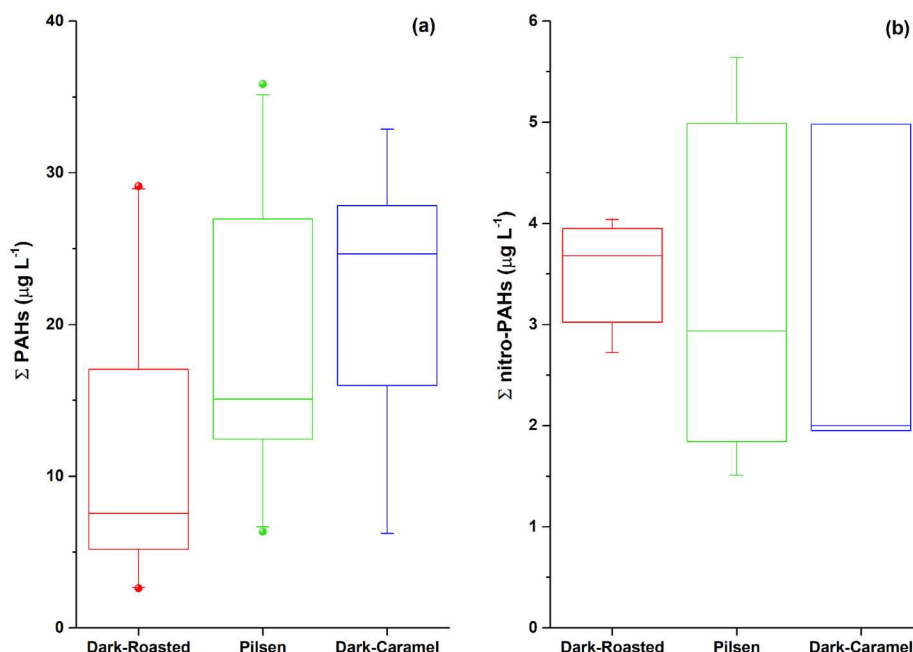 (a)
40
30
20
10
0
Σ PAHs (μg L⁻¹)
Dark-Roasted Pilsen Dark-Caramel
(b)
6
5
4
3
2
1
0
Σ nitro-PAHs (μg L⁻¹)
Dark-Roasted Pilsen Dark-Caramel